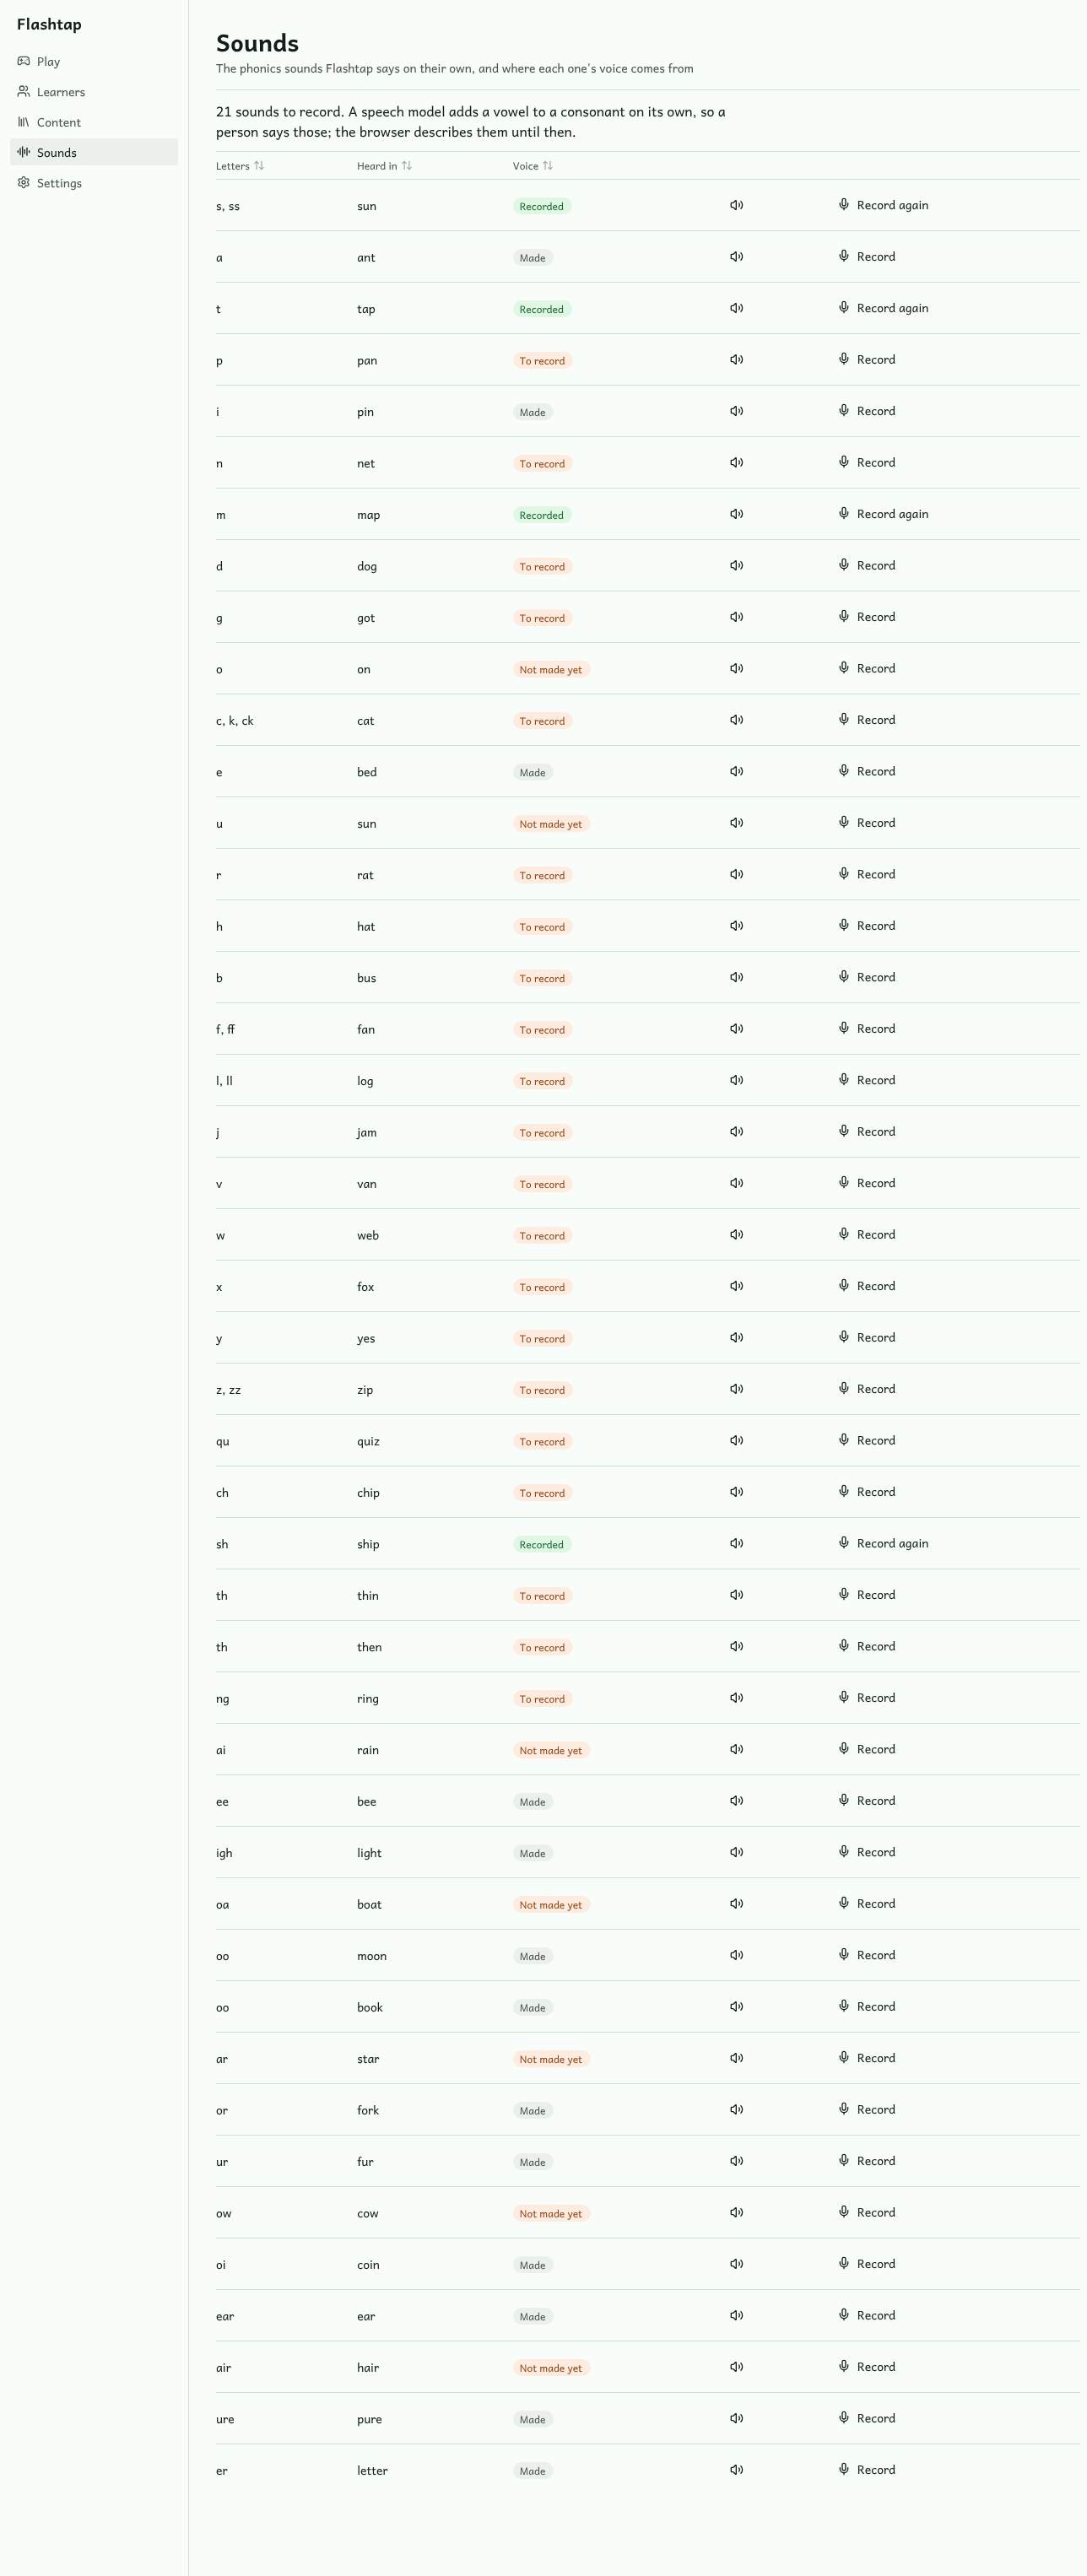 Flashtap
Play
Learners
Content
Sounds
Settings
Sounds
The phonics sounds Flashtap says on their own, and where each one's voice comes from
21 sounds to record. A speech model adds a vowel to a consonant on its own, so a
person says those; the browser describes them until then.
Letters Heard in Voice
s, ss sun Recorded Record again
a ant Made Record
t tap Recorded Record again
p pan To record Record
i pin Made Record
n net To record Record
m map Recorded Record again
d dog To record Record
g got To record Record
o on Not made yet Record
c, k, ck cat To record Record
e bed Made Record
u sun Not made yet Record
r rat To record Record
h hat To record Record
b bus To record Record
f, ff fan To record Record
l, ll log To record Record
j jam To record Record
v van To record Record
w web To record Record
x fox To record Record
y yes To record Record
z, zz zip To record Record
qu quiz To record Record
ch chip To record Record
sh ship Recorded Record again
th thin To record Record
th then To record Record
ng ring To record Record
ai rain Not made yet Record
ee bee Made Record
igh light Made Record
oa boat Not made yet Record
oo moon Made Record
oo book Made Record
ar star Not made yet Record
or fork Made Record
ur fur Made Record
ow cow Not made yet Record
oi coin Made Record
ear ear Made Record
air hair Not made yet Record
ure pure Made Record
er letter Made Record